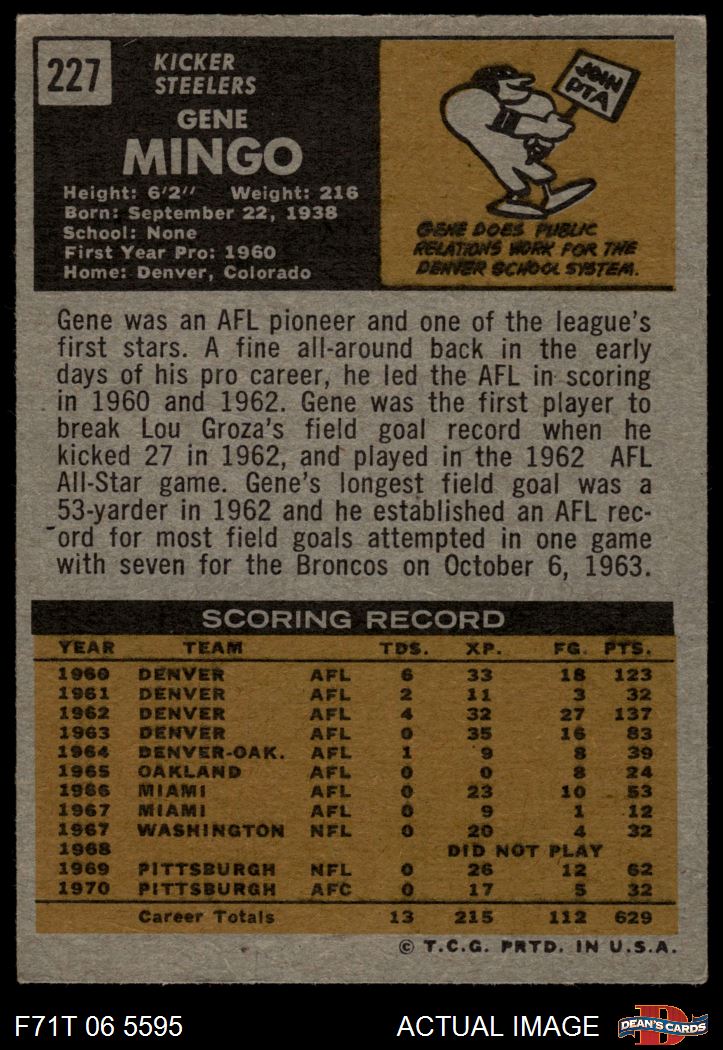 227
KICKER
STEELERS
GENE
MINGO
Height: 6'2" Weight: 216
Born: September 22, 1938
School: None
First Year Pro: 1960
Home: Denver, Colorado
JOIN
PTA
GENE DOES PUBLIC
RELATIONS WORK FOR THE
DENVER SCHOOL SYSTEM.
Gene was an AFL pioneer and one of the league's
first stars. A fine all-around back in the early
days of his pro career, he led the AFL in scoring
in 1960 and 1962. Gene was the first player to
break Lou Groza's field goal record when he
kicked 27 in 1962, and played in the 1962 AFL
All-Star game. Gene's longest field goal was a
53-yarder in 1962 and he established an AFL rec-
ord for most field goals attempted in one game
with seven for the Broncos on October 6, 1963.
SCORING RECORD
YEAR TEAM TDS. XP. FG. PTS.
1960 DENVER AFL 6 33 18 123
1961 DENVER AFL 2 11 3 32
1962 DENVER AFL 4 32 27 137
1963 DENVER AFL 0 35 16 83
1964 DENVER-OAK. AFL 1 9 8 39
1965 OAKLAND AFL 0 0 8 24
1966 MIAMI AFL 0 23 10 53
1967 MIAMI AFL 0 9 1 12
1967 WASHINGTON NFL 0 20 4 32
1968 DID NOT PLAY
1969 PITTSBURGH NFL 0 26 12 62
1970 PITTSBURGH AFC 0 17 5 32
Career Totals 13 215 112 629
© T.C.G. PRTD. IN U.S.A.
F71T 06 5595
ACTUAL IMAGE
D
DEAN'S CARDS